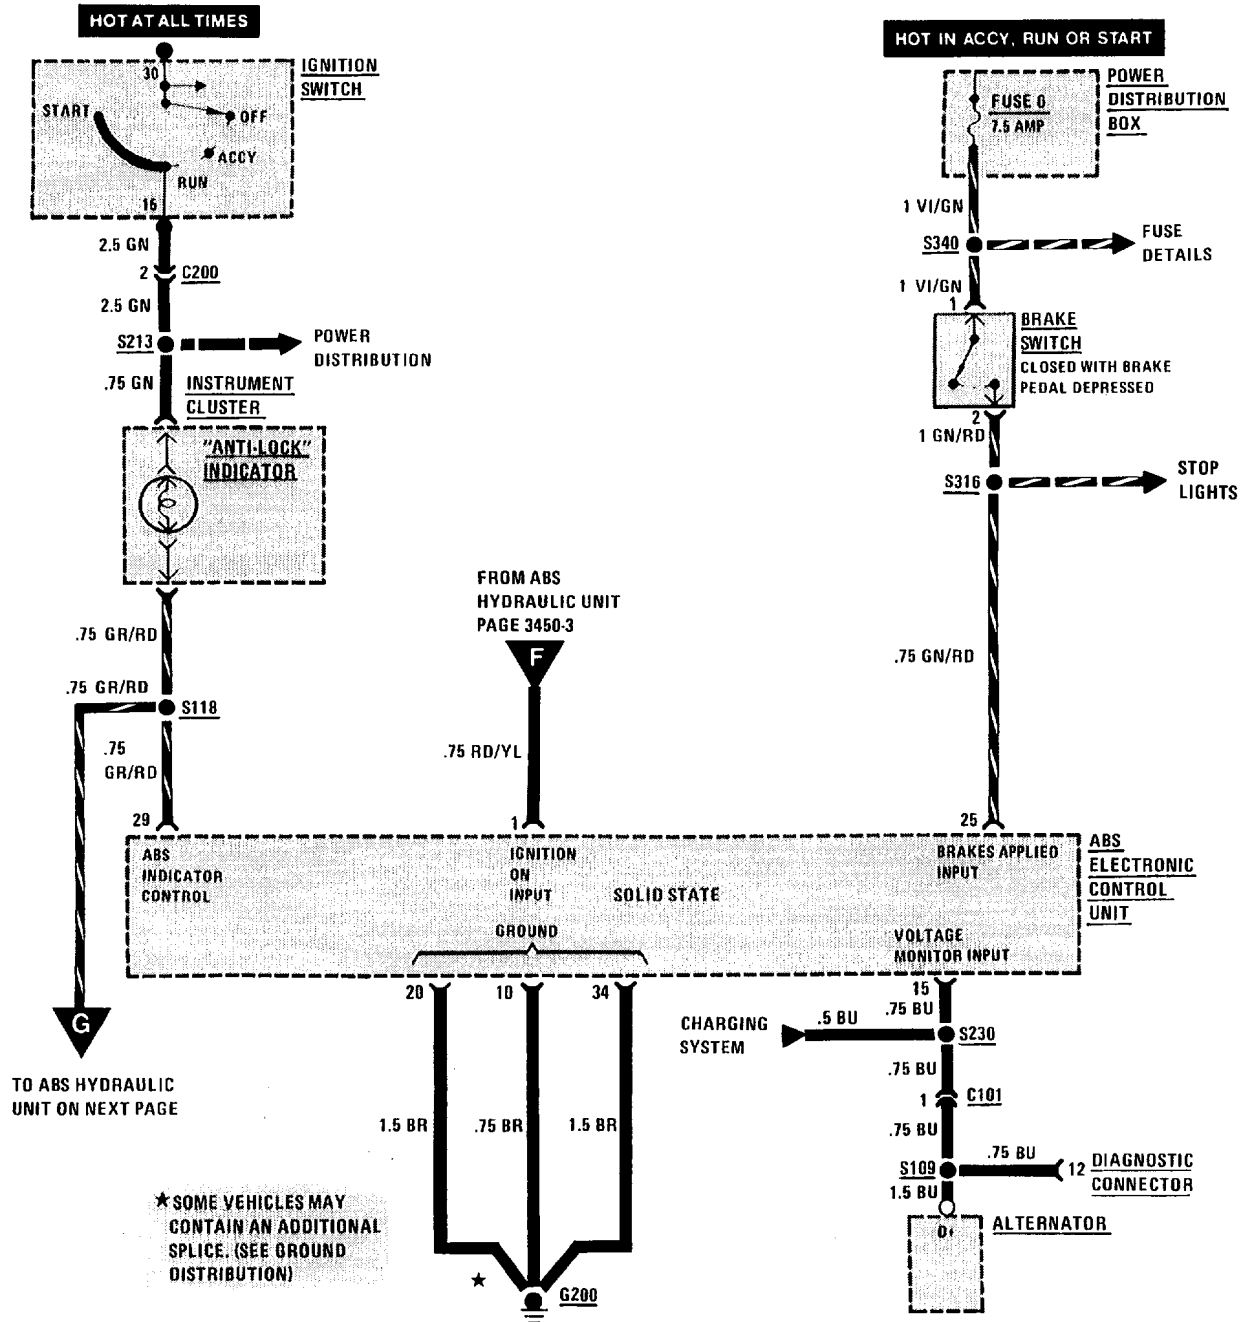 HOT AT ALL TIMES
30
IGNITION
SWITCH
START
OFF
ACCY
RUN
15
2.5 GN
2
C200
2.5 GN
S213
POWER
DISTRIBUTION
.75 GN
INSTRUMENT
CLUSTER
"ANTI-LOCK"
INDICATOR
.75 GR/RD
.75 GR/RD
S118
.75
GR/RD
29
G
TO ABS HYDRAULIC
UNIT ON NEXT PAGE
FROM ABS
HYDRAULIC UNIT
PAGE 3450-3
F
.75 RD/YL
1
HOT IN ACCY, RUN OR START
FUSE 0
7.5 AMP
POWER
DISTRIBUTION
BOX
1 VI/GN
S340
FUSE
DETAILS
1 VI/GN
1
BRAKE
SWITCH
CLOSED WITH BRAKE
PEDAL DEPRESSED
2
1 GN/RD
S316
STOP
LIGHTS
.75 GN/RD
25
ABS
INDICATOR
CONTROL
IGNITION
ON
INPUT
SOLID STATE
GROUND
BRAKES APPLIED
INPUT
VOLTAGE
MONITOR INPUT
ABS
ELECTRONIC
CONTROL
UNIT
20
10
34
15
.75 BU
CHARGING
SYSTEM
.5 BU
S230
.75 BU
1
C101
.75 BU
S109
.75 BU
12
DIAGNOSTIC
CONNECTOR
1.5 BU
D+
ALTERNATOR
1.5 BR
.75 BR
1.5 BR
★ SOME VEHICLES MAY
CONTAIN AN ADDITIONAL
SPLICE. (SEE GROUND
DISTRIBUTION)
★
G200